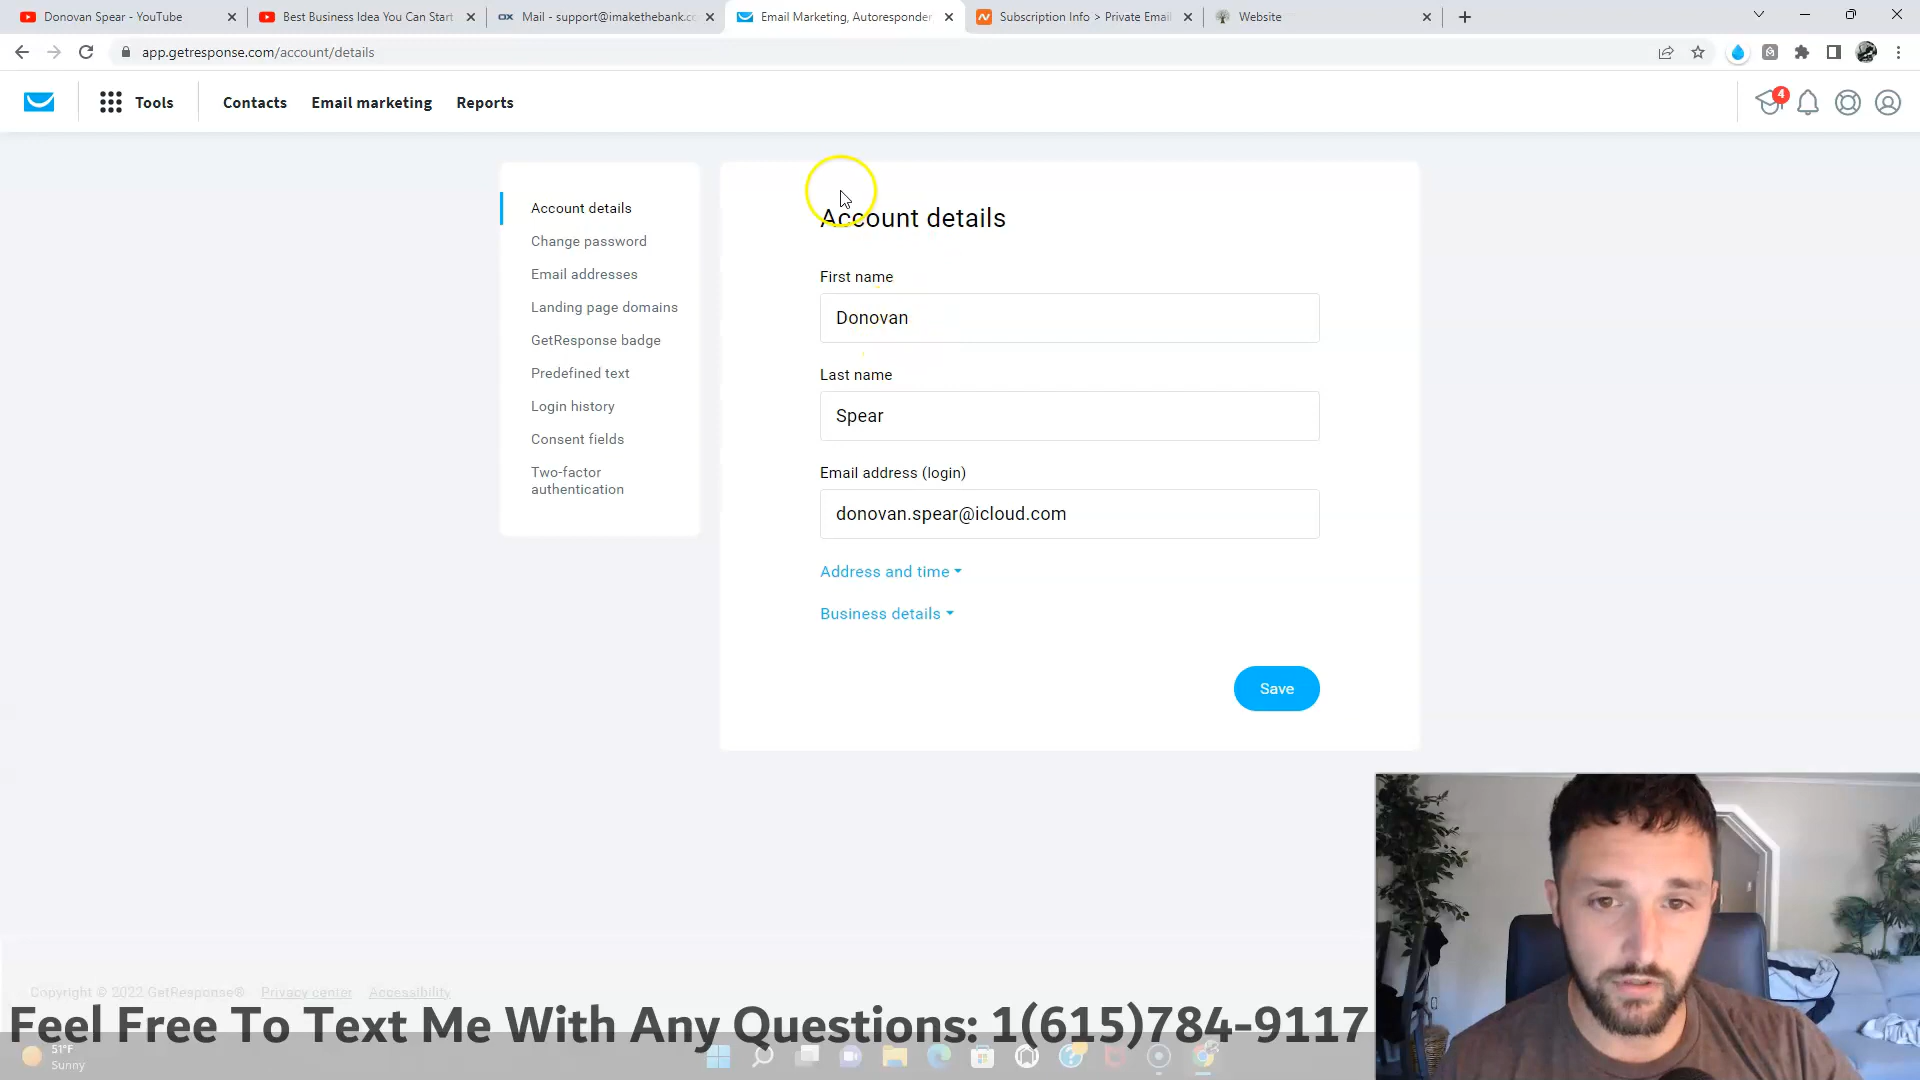 Donovan Spear - YouTube
Best Business Idea You Can Start
Mail - support@imakethebank.c
Email Marketing, Autoresponder
Subscription Info > Private Email
Website
app.getresponse.com/account/details
Tools
Contacts
Email marketing
Reports
4
Account details
Change password
Email addresses
Landing page domains
GetResponse badge
Predefined text
Login history
Consent fields
Two-factor
authentication
Account details
First name
Donovan
Last name
Spear
Email address (login)
donovan.spear@icloud.com
Address and time
Business details
Save
Copyright © 2022 GetResponse® Privacy center Accessibility
Feel Free To Text Me With Any Questions: 1(615)784-9117
51°F
Sunny